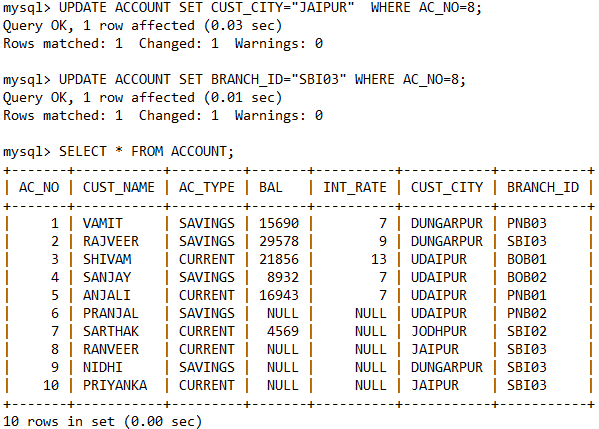 mysql> UPDATE ACCOUNT SET CUST_CITY="JAIPUR"  WHERE AC_NO=8;
Query OK, 1 row affected (0.03 sec)
Rows matched: 1  Changed: 1  Warnings: 0

mysql> UPDATE ACCOUNT SET BRANCH_ID="SBI03" WHERE AC_NO=8;
Query OK, 1 row affected (0.01 sec)
Rows matched: 1  Changed: 1  Warnings: 0

mysql> SELECT * FROM ACCOUNT;
+-------+-----------+---------+-------+----------+-----------+-----------+
| AC_NO | CUST_NAME | AC_TYPE | BAL   | INT_RATE | CUST_CITY | BRANCH_ID |
+-------+-----------+---------+-------+----------+-----------+-----------+
|     1 | VAMIT     | SAVINGS | 15690 |        7 | DUNGARPUR | PNB03     |
|     2 | RAJVEER   | SAVINGS | 29578 |        9 | DUNGARPUR | SBI03     |
|     3 | SHIVAM    | CURRENT | 21856 |       13 | UDAIPUR   | BOB01     |
|     4 | SANJAY    | SAVINGS |  8932 |        7 | UDAIPUR   | BOB02     |
|     5 | ANJALI    | CURRENT | 16943 |        7 | UDAIPUR   | PNB01     |
|     6 | PRANJAL   | SAVINGS |  NULL |     NULL | UDAIPUR   | PNB02     |
|     7 | SARTHAK   | CURRENT |  4569 |     NULL | JODHPUR   | SBI02     |
|     8 | RANVEER   | CURRENT |  NULL |     NULL | JAIPUR    | SBI03     |
|     9 | NIDHI     | SAVINGS |  NULL |     NULL | DUNGARPUR | SBI03     |
|    10 | PRIYANKA  | CURRENT |  NULL |     NULL | JAIPUR    | SBI03     |
+-------+-----------+---------+-------+----------+-----------+-----------+
10 rows in set (0.00 sec)